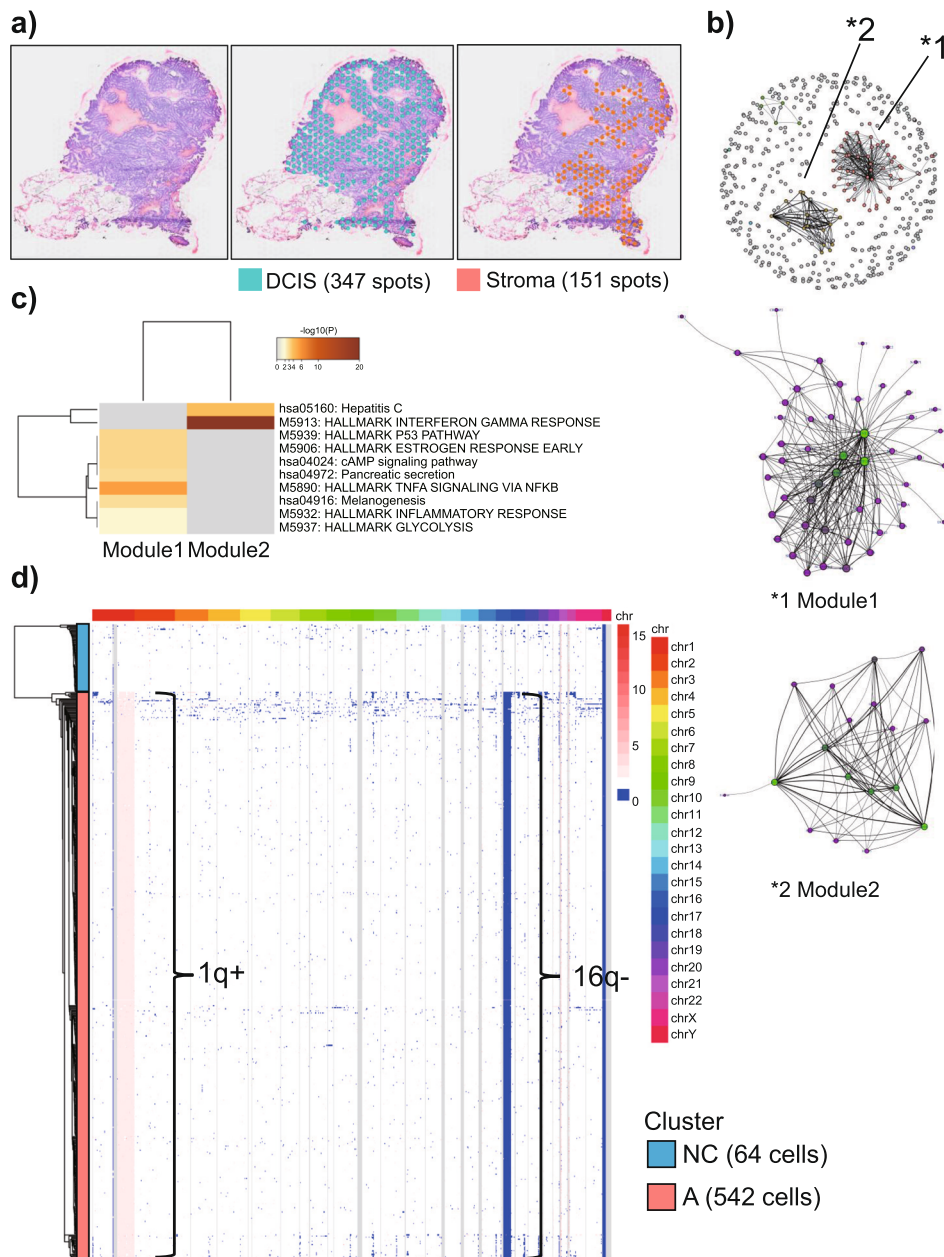 a)
b)
*2
*1
DCIS (347 spots)
Stroma (151 spots)
c)
-log10(P)
0 2 3 4 6 10 20
hsa05160: Hepatitis C
M5913: HALLMARK INTERFERON GAMMA RESPONSE
M5939: HALLMARK P53 PATHWAY
M5906: HALLMARK ESTROGEN RESPONSE EARLY
hsa04024: cAMP signaling pathway
hsa04972: Pancreatic secretion
M5890: HALLMARK TNFA SIGNALING VIA NFKB
hsa04916: Melanogenesis
M5932: HALLMARK INFLAMMATORY RESPONSE
M5937: HALLMARK GLYCOLYSIS
Module1 Module2
*1 Module1
*2 Module2
d)
chr
15
10
5
0
chr
chr1
chr2
chr3
chr4
chr5
chr6
chr7
chr8
chr9
chr10
chr11
chr12
chr13
chr14
chr15
chr16
chr17
chr18
chr19
chr20
chr21
chr22
chrX
chrY
1q+
16q-
Cluster
NC (64 cells)
A (542 cells)